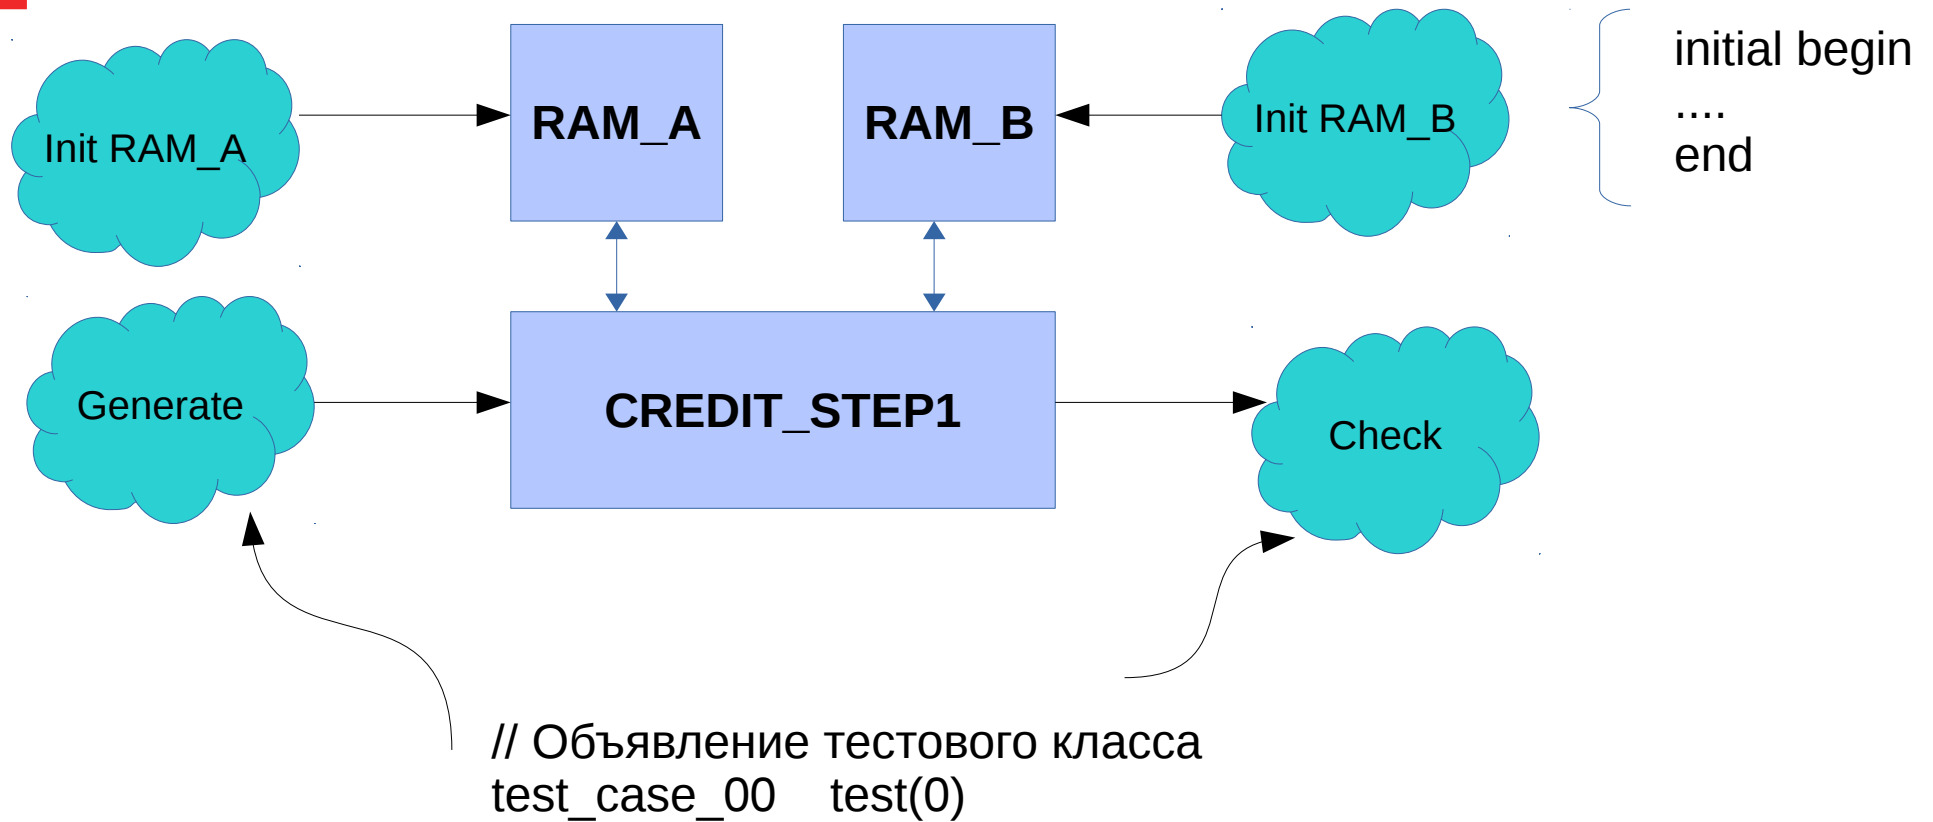 Init RAM_A
RAM_A
RAM_B
Init RAM_B
initial begin
....
end
Generate
CREDIT_STEP1
Check
// Объявление тестового класса
test_case_00    test(0)